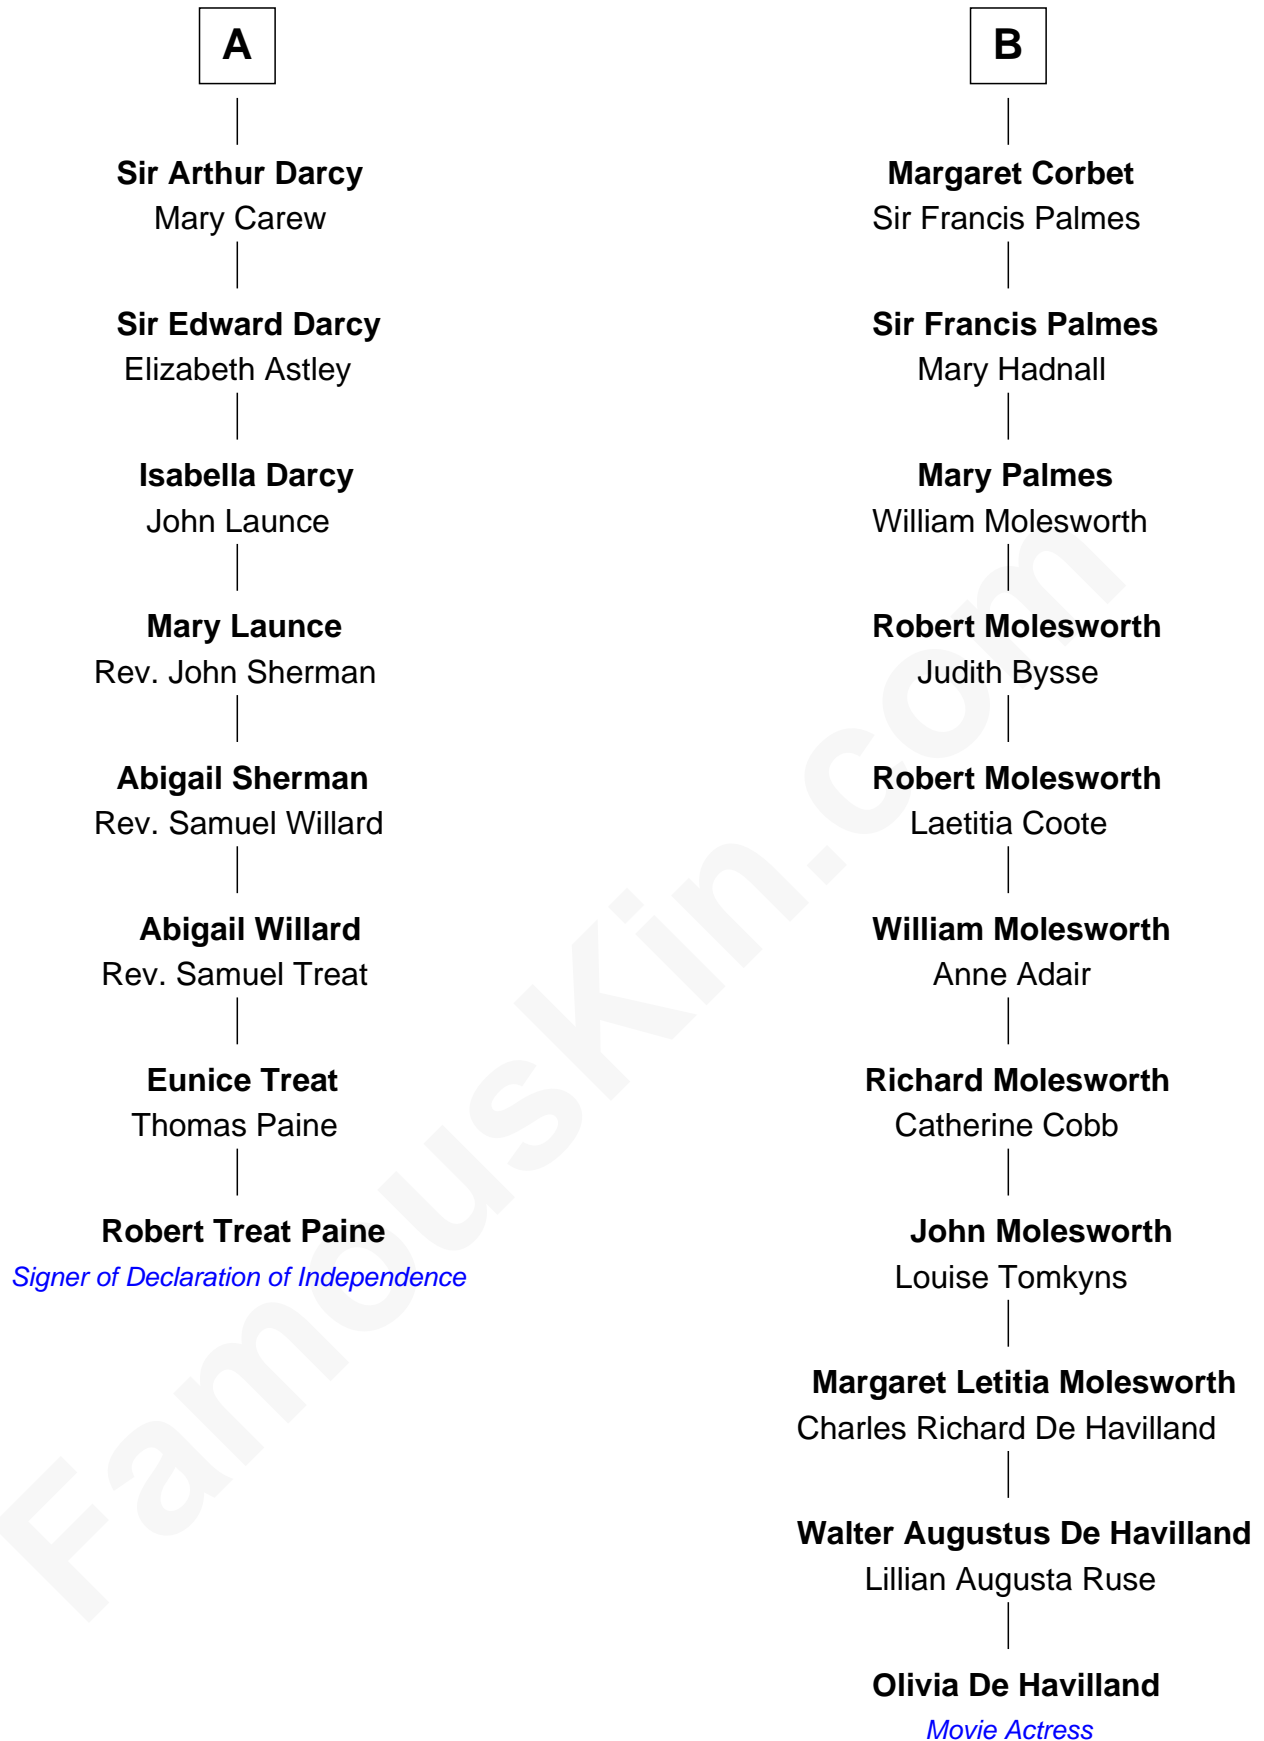 A
Sir Arthur Darcy
Mary Carew
Sir Edward Darcy
Elizabeth Astley
Isabella Darcy
John Launce
Mary Launce
Rev. John Sherman
Abigail Sherman
Rev. Samuel Willard
Abigail Willard
Rev. Samuel Treat
Eunice Treat
Thomas Paine
Robert Treat Paine
Signer of Declaration of Independence
B
Margaret Corbet
Sir Francis Palmes
Sir Francis Palmes
Mary Hadnall
Mary Palmes
William Molesworth
Robert Molesworth
Judith Bysse
Robert Molesworth
Laetitia Coote
William Molesworth
Anne Adair
Richard Molesworth
Catherine Cobb
John Molesworth
Louise Tomkyns
Margaret Letitia Molesworth
Charles Richard De Havilland
Walter Augustus De Havilland
Lillian Augusta Ruse
Olivia De Havilland
Movie Actress
FamousKin.com